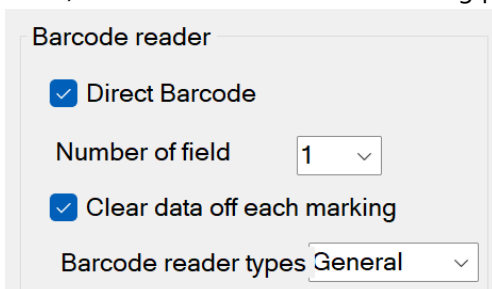 Barcode reader
Direct Barcode
Number of field 1
Clear data off each marking
Barcode reader types General